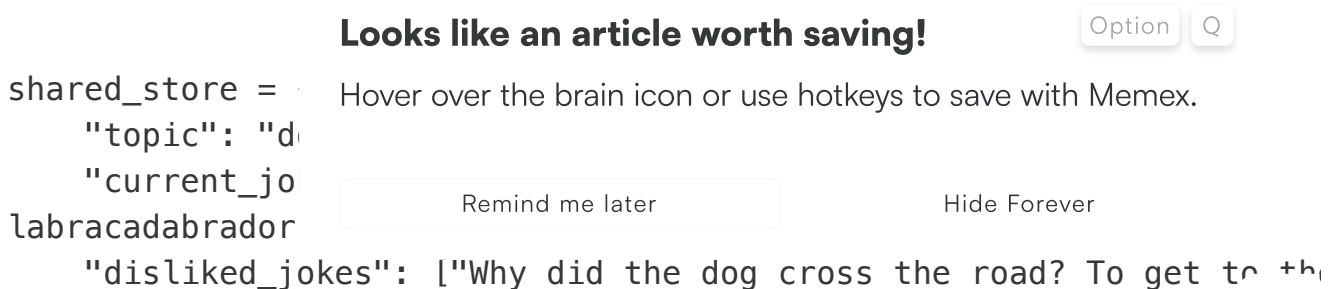 Looks like an article worth saving!
Option Q
Hover over the brain icon or use hotkeys to save with Memex.
Remind me later
Hide Forever
shared_store =
"topic":
labracadabrador
"disliked_jokes": ["Why did the dog cross the road? To get to